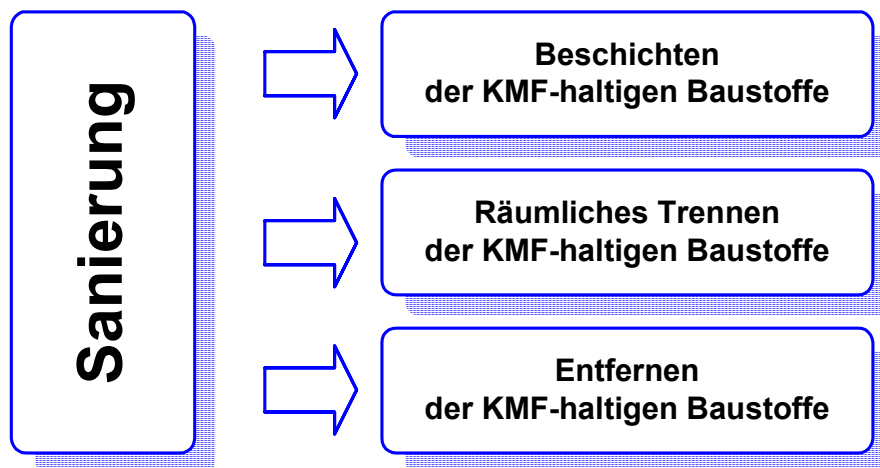 Sanierung
Beschichten
der KMF-haltigen Baustoffe
Räumliches Trennen
der KMF-haltigen Baustoffe
Entfernen
der KMF-haltigen Baustoffe